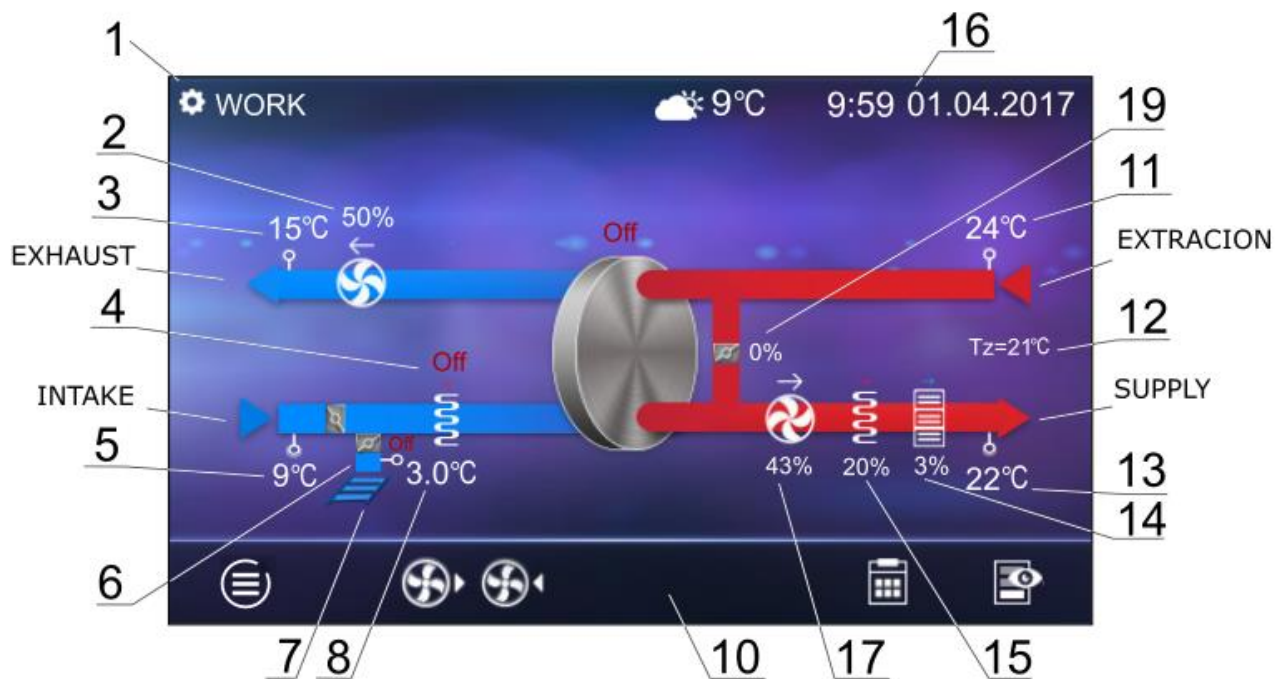 1
16
WORK
9°C
9:59 01.04.2017
19
2
11
3
50%
15°C
Off
24°C
EXHAUST
EXTRACION
4
12
Off
0%
Tz=21°C
INTAKE
SUPPLY
5
Off
9°C
3.0°C
43%
20%
3%
22°C
13
14
6
7
8
10
17
15